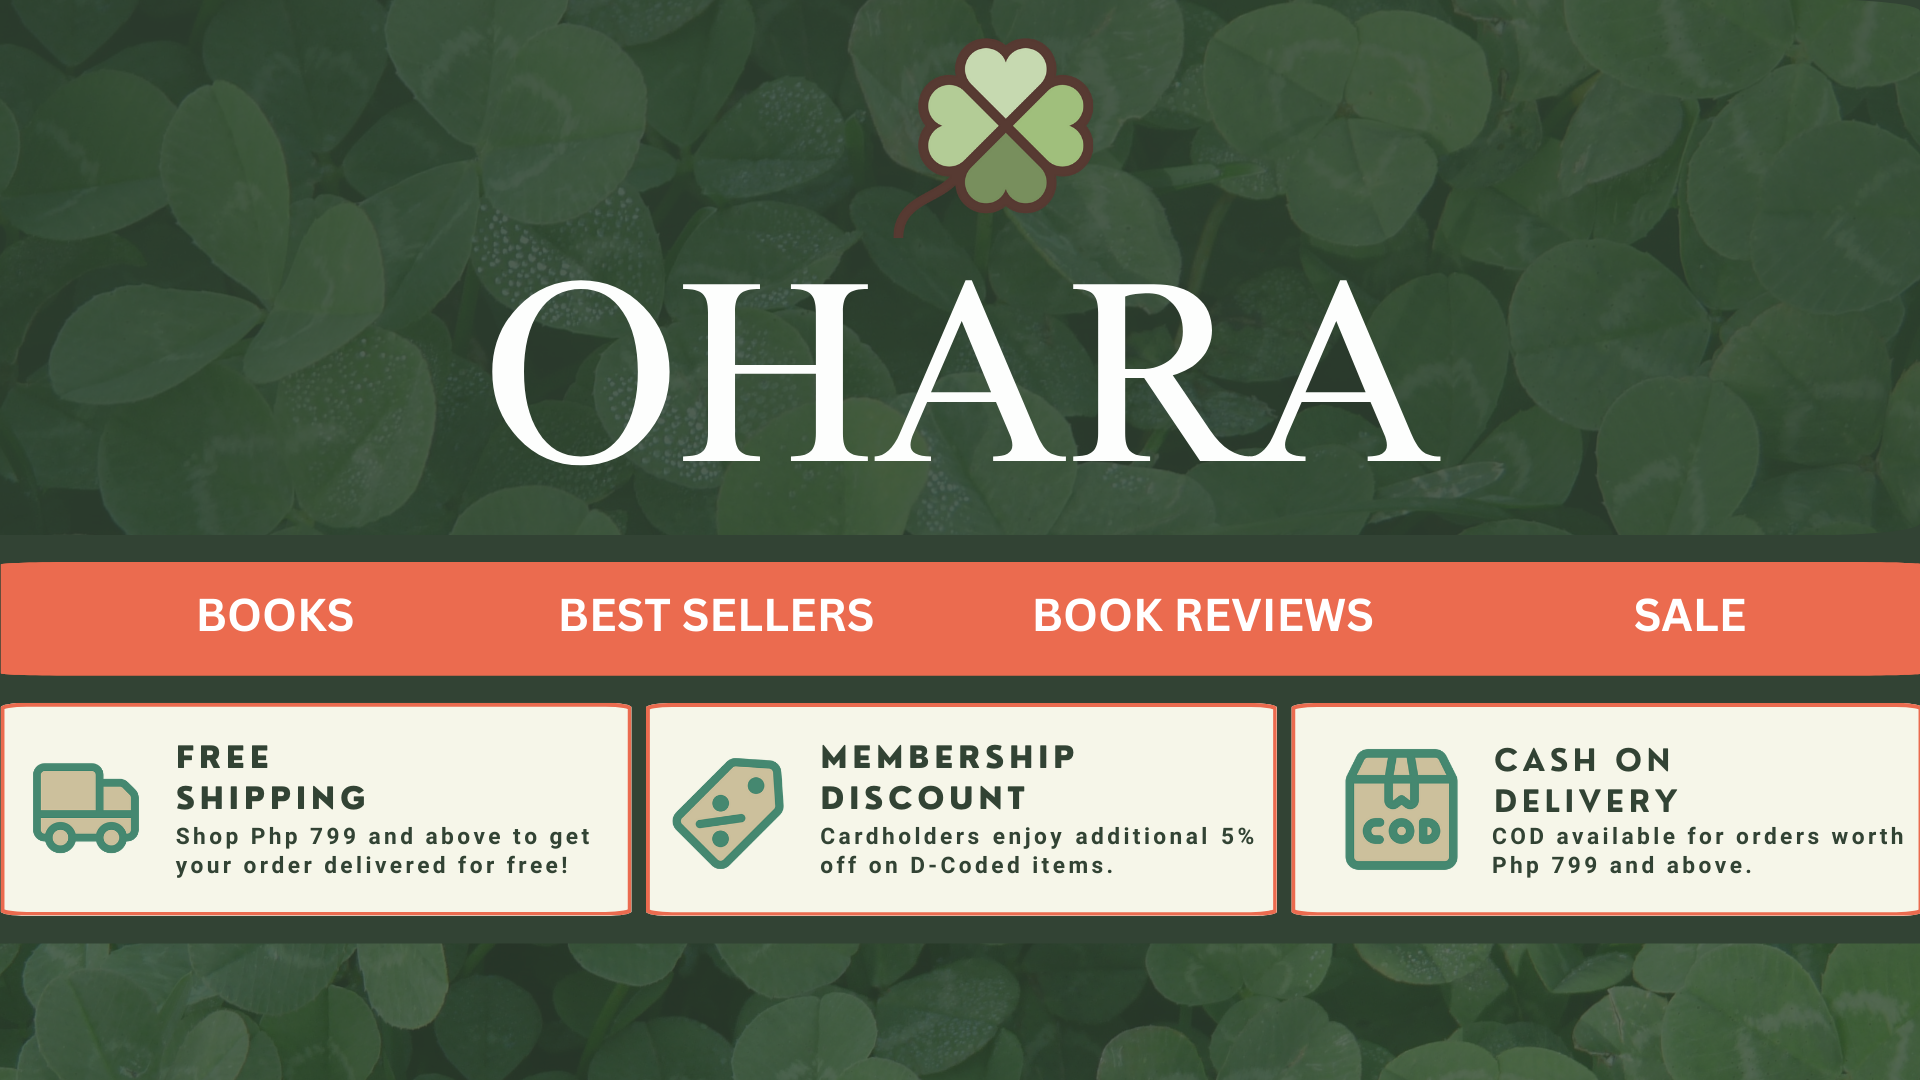 OHARA
BOOKS
BEST SELLERS
BOOK REVIEWS
SALE
FREE
SHIPPING
Shop Php 799 and above to get
your order delivered for free!
MEMBERSHIP
DISCOUNT
Cardholders enjoy additional 5%
off on D-Coded items.
COD
CASH ON
DELIVERY
COD available for orders worth
Php 799 and above.